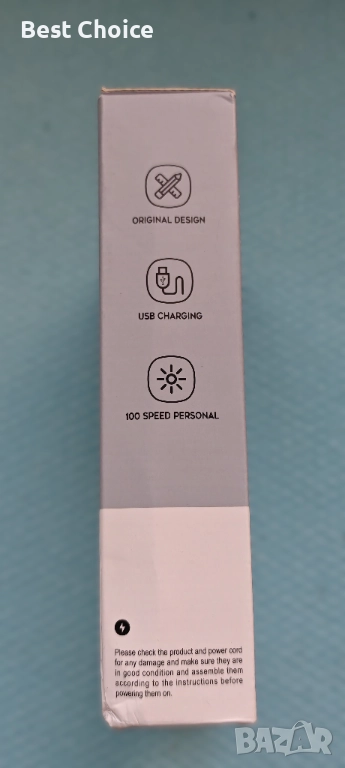 Best Choice
ORIGINAL DESIGN
USB CHARGING
100 SPEED PERSONAL
Please check the product and power cord
for any damage and make sure they are
in good condition and assemble them
according to the instructions before
powering them on.
BAZAR